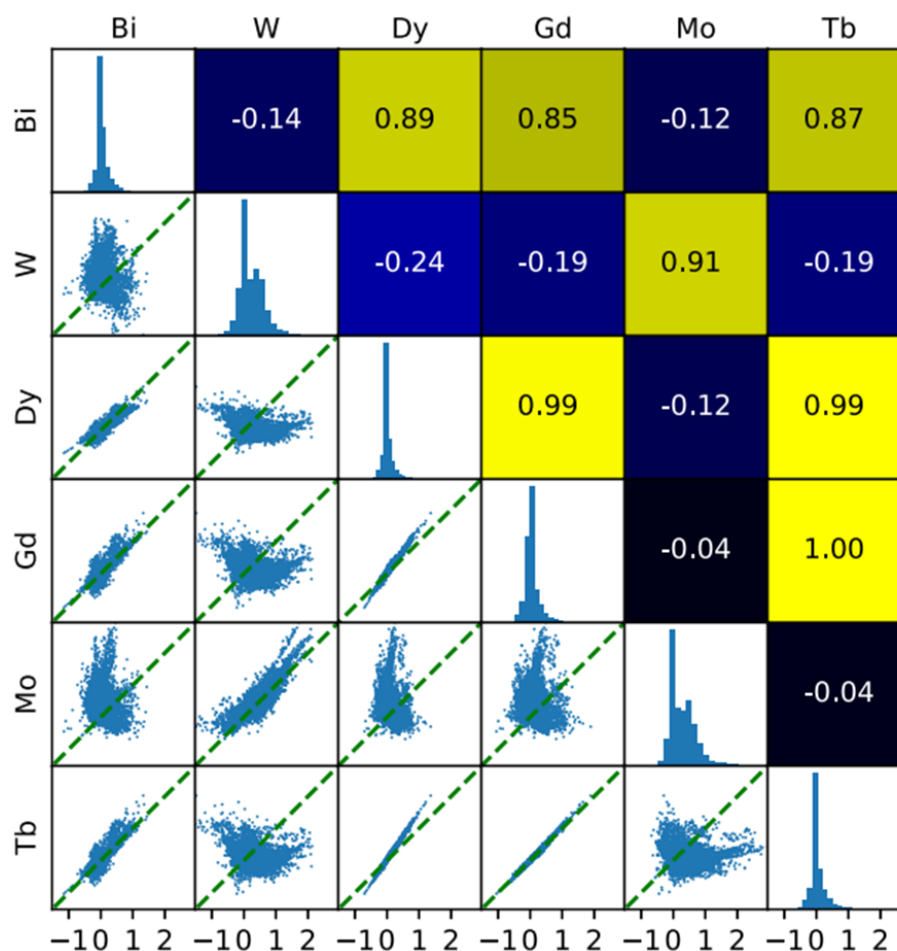 Bi W Dy Gd Mo Tb
Bi -0.14 0.89 0.85 -0.12 0.87
W -0.24 -0.19 0.91 -0.19
Dy 0.99 -0.12 0.99
Gd -0.04 1.00
Mo -0.04
Tb
−1 0 1 2 −1 0 1 2 −1 0 1 2 −1 0 1 2 −1 0 1 2 −1 0 1 2